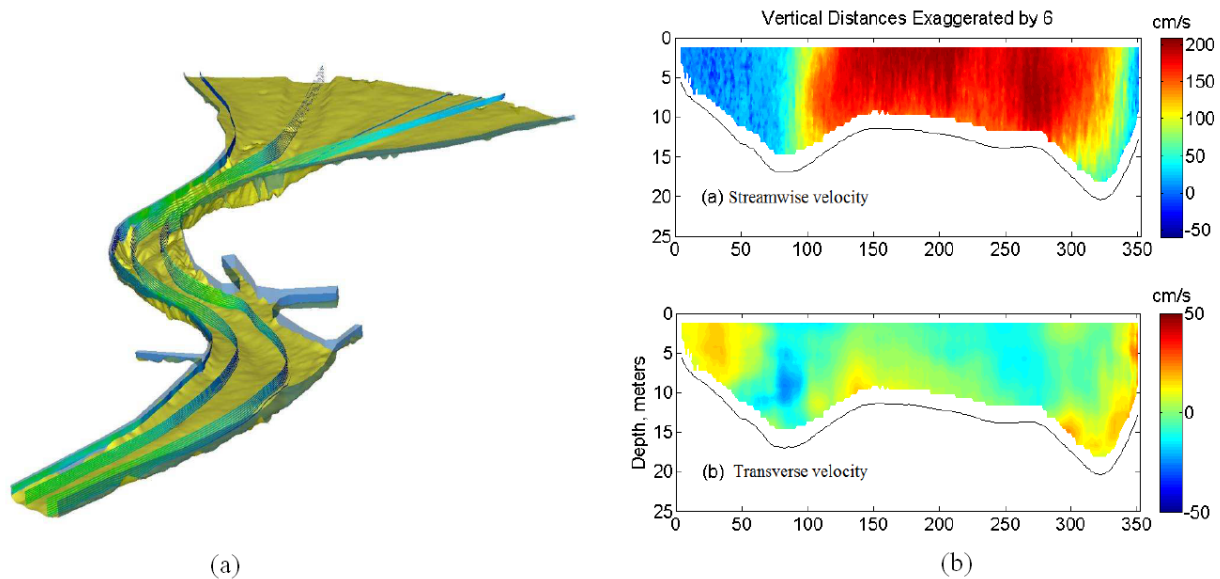 Vertical Distances Exaggerated by 6
cm/s
0
5
10
15
20
25
(a) Streamwise velocity
0 50 100 150 200 250 300 350
200
150
100
50
0
-50
cm/s
Depth, meters
0
5
10
15
20
25
(b) Transverse velocity
0 50 100 150 200 250 300 350
50
0
-50
(a)
(b)